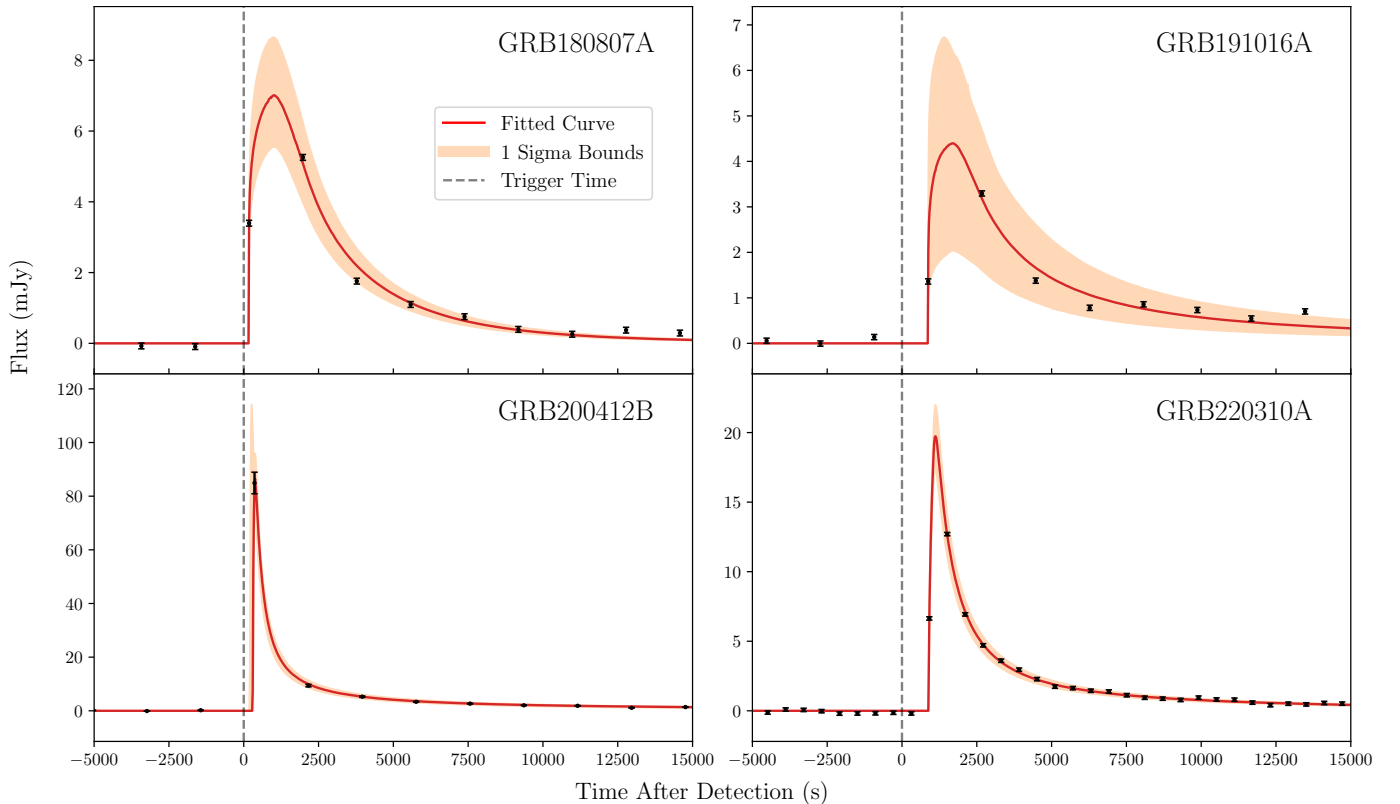 GRB180807A
GRB191016A
8
6
4
2
0
7
6
5
4
3
2
1
0
Fitted Curve
1 Sigma Bounds
Trigger Time
Flux (mJy)
GRB200412B
GRB220310A
120
100
80
60
40
20
0
20
15
10
5
0
−5000 −2500 0 2500 5000 7500 10000 12500 15000
−5000 −2500 0 2500 5000 7500 10000 12500 15000
Time After Detection (s)